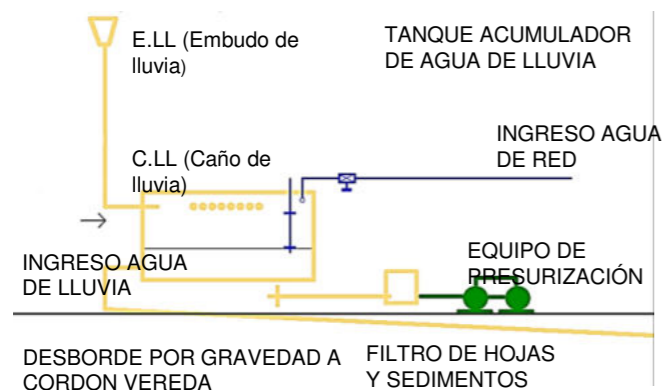 E.LL (Embudo de
lluvia)
TANQUE ACUMULADOR
DE AGUA DE LLUVIA
INGRESO AGUA
DE RED
C.LL (Caño de
lluvia)
INGRESO AGUA
DE LLUVIA
EQUIPO DE
PRESURIZACIÓN
DESBORDE POR GRAVEDAD A
CORDON VEREDA
FILTRO DE HOJAS
Y SEDIMENTOS